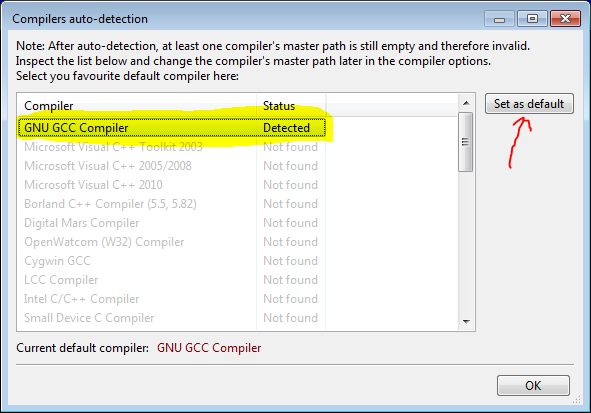 Compilers auto-detection
Note: After auto-detection, at least one compiler's master path is still empty and therefore invalid.
Inspect the list below and change the compiler's master path later in the compiler options.
Select you favourite default compiler here:
Compiler Status
Set as default
GNU GCC Compiler Detected
Microsoft Visual C++ Toolkit 2003 Not found
Microsoft Visual C++ 2005/2008 Not found
Microsoft Visual C++ 2010 Not found
Borland C++ Compiler (5.5, 5.82) Not found
Digital Mars Compiler Not found
OpenWatcom (W32) Compiler Not found
Cygwin GCC Not found
LCC Compiler Not found
Intel C/C++ Compiler Not found
Small Device C Compiler Not found
Current default compiler: GNU GCC Compiler
OK